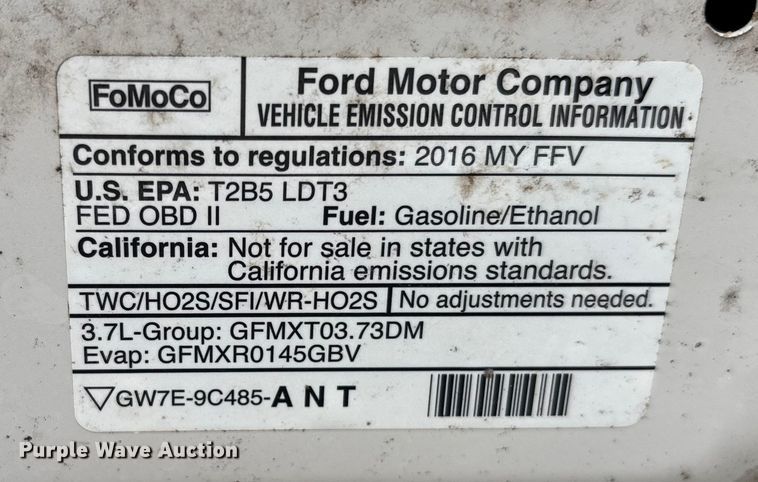 FoMoCo
Ford Motor Company
VEHICLE EMISSION CONTROL INFORMATION
Conforms to regulations: 2016 MY FFV
U.S. EPA: T2B5 LDT3
FED OBD II Fuel: Gasoline/Ethanol
California: Not for sale in states with
California emissions standards.
TWC/HO2S/SFI/WR-HO2S No adjustments needed.
3.7L-Group: GFMXT03.73DM
Evap: GFMXR0145GBV
GW7E-9C485-A N T
Purple Wave Auction